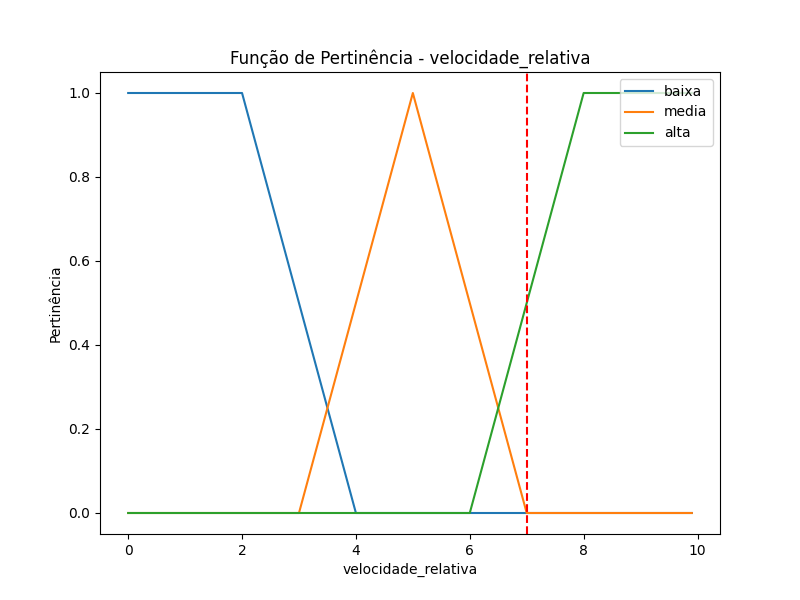 Função de Pertinência - velocidade_relativa
baixa
media
alta
1.0
0.8
0.6
0.4
0.2
0.0
Pertinência
0 2 4 6 8 10
velocidade_relativa